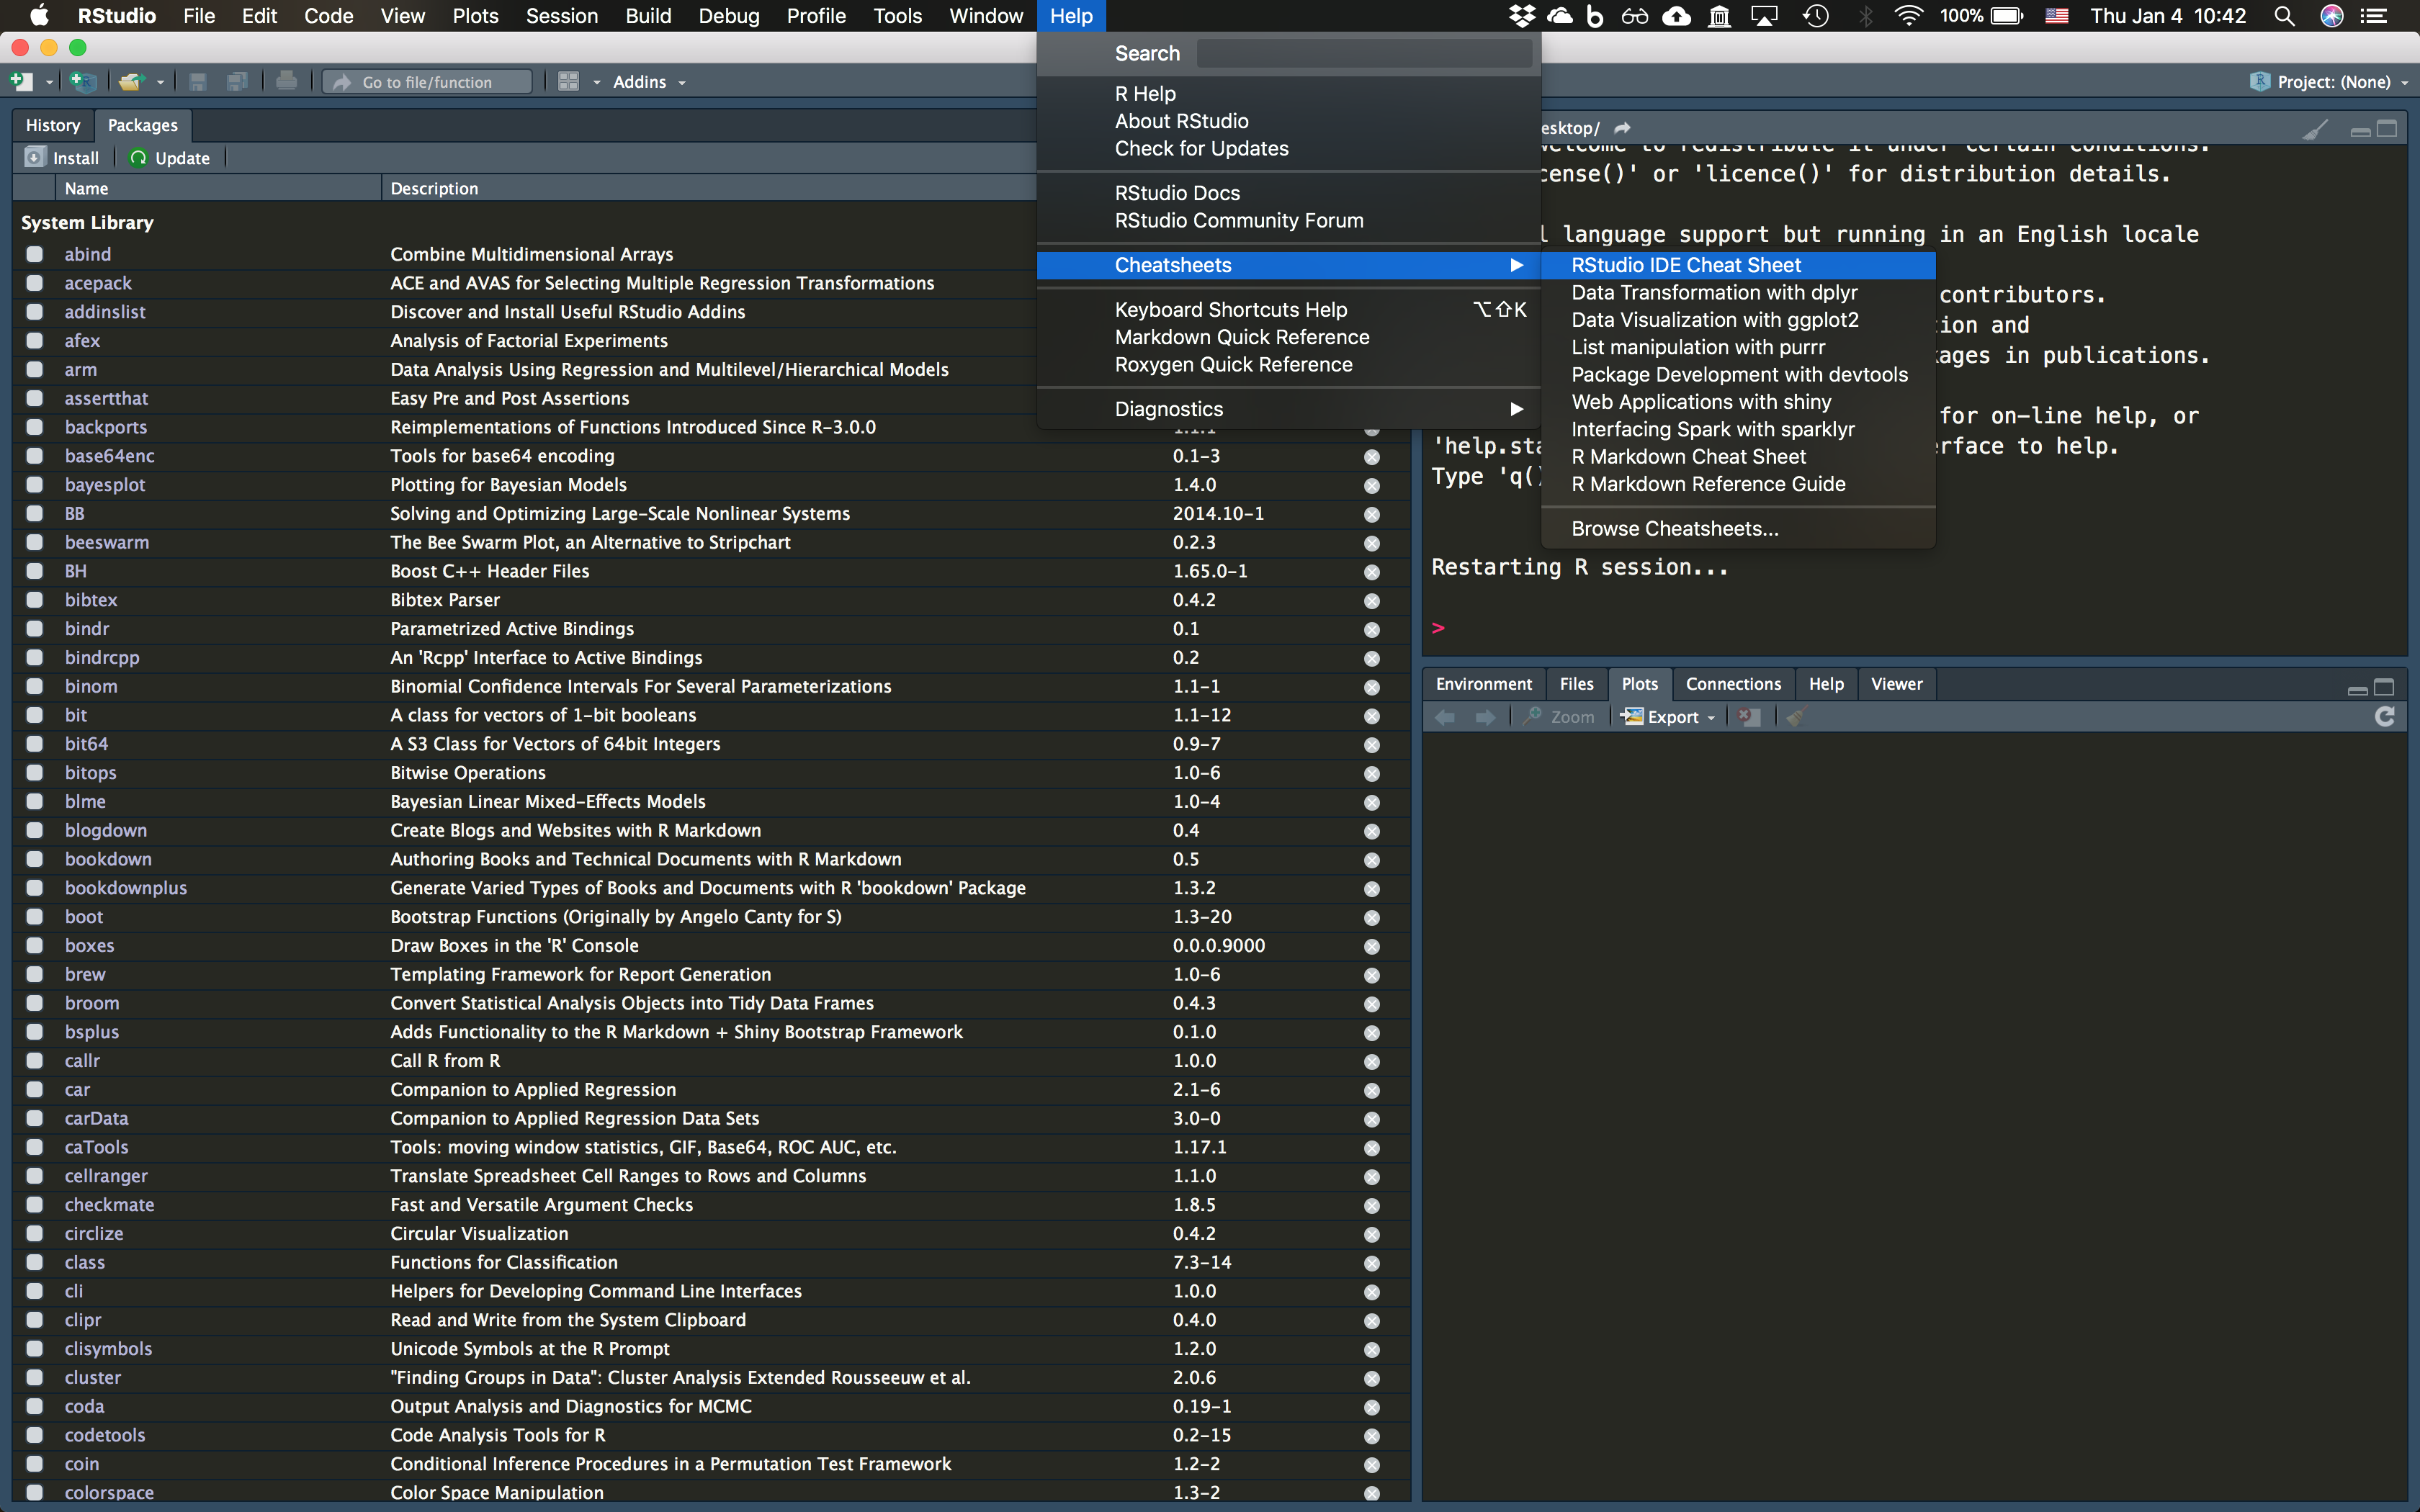 RStudio File Edit Code View Plots Session Build Debug Profile Tools Window Help 100% Thu Jan 4 10:42
Go to file/function Addins Project: (None)
Search
R Help
About RStudio
Check for Updates
RStudio Docs
RStudio Community Forum
Cheatsheets
Keyboard Shortcuts Help ⌥⇧K
Markdown Quick Reference
Roxygen Quick Reference
Diagnostics
RStudio IDE Cheat Sheet
Data Transformation with dplyr
Data Visualization with ggplot2
List manipulation with purrr
Package Development with devtools
Web Applications with shiny
Interfacing Spark with sparklyr
R Markdown Cheat Sheet
R Markdown Reference Guide
Browse Cheatsheets...
History Packages
Install Update
Name Description
System Library
abind Combine Multidimensional Arrays
acepack ACE and AVAS for Selecting Multiple Regression Transformations
addinslist Discover and Install Useful RStudio Addins
afex Analysis of Factorial Experiments
arm Data Analysis Using Regression and Multilevel/Hierarchical Models
assertthat Easy Pre and Post Assertions
backports Reimplementations of Functions Introduced Since R-3.0.0
base64enc Tools for base64 encoding 0.1-3
bayesplot Plotting for Bayesian Models 1.4.0
BB Solving and Optimizing Large-Scale Nonlinear Systems 2014.10-1
beeswarm The Bee Swarm Plot, an Alternative to Stripchart 0.2.3
BH Boost C++ Header Files 1.65.0-1
bibtex Bibtex Parser 0.4.2
bindr Parametrized Active Bindings 0.1
bindrcpp An 'Rcpp' Interface to Active Bindings 0.2
binom Binomial Confidence Intervals For Several Parameterizations 1.1-1
bit A class for vectors of 1-bit booleans 1.1-12
bit64 A S3 Class for Vectors of 64bit Integers 0.9-7
bitops Bitwise Operations 1.0-6
blme Bayesian Linear Mixed-Effects Models 1.0-4
blogdown Create Blogs and Websites with R Markdown 0.4
bookdown Authoring Books and Technical Documents with R Markdown 0.5
bookdownplus Generate Varied Types of Books and Documents with R 'bookdown' Package 1.3.2
boot Bootstrap Functions (Originally by Angelo Canty for S) 1.3-20
boxes Draw Boxes in the 'R' Console 0.0.0.9000
brew Templating Framework for Report Generation 1.0-6
broom Convert Statistical Analysis Objects into Tidy Data Frames 0.4.3
bsplus Adds Functionality to the R Markdown + Shiny Bootstrap Framework 0.1.0
callr Call R from R 1.0.0
car Companion to Applied Regression 2.1-6
carData Companion to Applied Regression Data Sets 3.0-0
caTools Tools: moving window statistics, GIF, Base64, ROC AUC, etc. 1.17.1
cellranger Translate Spreadsheet Cell Ranges to Rows and Columns 1.1.0
checkmate Fast and Versatile Argument Checks 1.8.5
circlize Circular Visualization 0.4.2
class Functions for Classification 7.3-14
cli Helpers for Developing Command Line Interfaces 1.0.0
clipr Read and Write from the System Clipboard 0.4.0
clisymbols Unicode Symbols at the R Prompt 1.2.0
cluster "Finding Groups in Data": Cluster Analysis Extended Rousseeuw et al. 2.0.6
coda Output Analysis and Diagnostics for MCMC 0.19-1
codetools Code Analysis Tools for R 0.2-15
coin Conditional Inference Procedures in a Permutation Test Framework 1.2-2
colorspace Color Space Manipulation 1.3-2
esktop/
welcome to redistribute it under certain conditions.
cense()' or 'licence()' for distribution details.
l language support but running in an English locale
contributors.
ion and
kages in publications.
for on-line help, or
'help.sta rface to help.
Type 'q()
Restarting R session...
>
Environment Files Plots Connections Help Viewer
Zoom Export